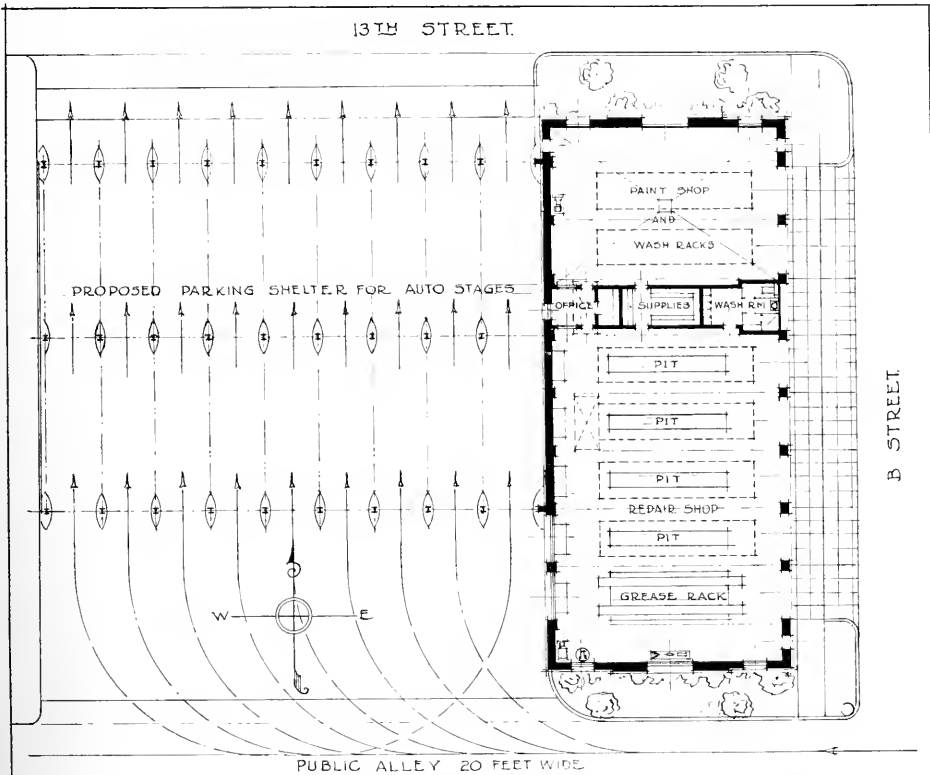 13TH STREET.
PAINT SHOP
AND
WASH RACKS
PROPOSED PARKING SHELTER FOR AUTO STAGES
OFFICE
SUPPLIES
WASH RM.
PIT
PIT
PIT
REPAIR SHOP
PIT
GREASE RACK
B STREET.
W
E
PUBLIC ALLEY 20 FEET WIDE